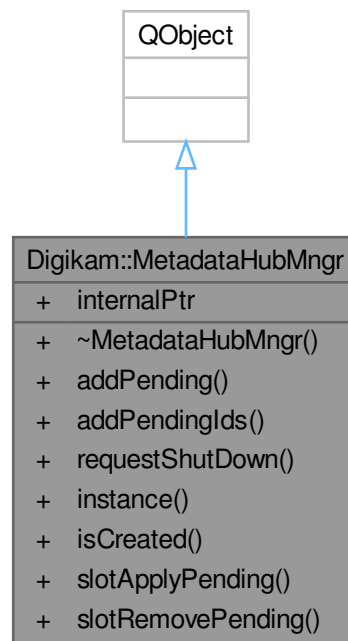 QObject
Digikam::MetadataHubMngr
+ internalPtr
+ ~MetadataHubMngr()
+ addPending()
+ addPendingIds()
+ requestShutDown()
+ instance()
+ isCreated()
+ slotApplyPending()
+ slotRemovePending()